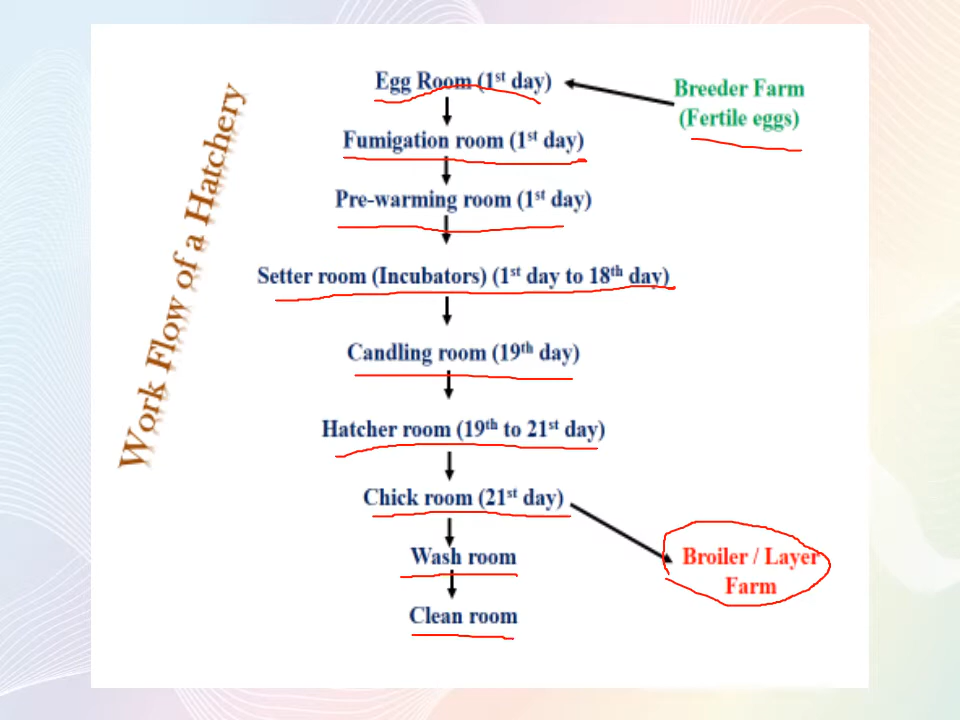 Work Flow of a Hatchery
Egg Room (1st day)
Breeder Farm
(Fertile eggs)
Fumigation room (1st day)
Pre-warming room (1st day)
Setter room (Incubators) (1st day to 18th day)
Candling room (19th day)
Hatcher room (19th to 21st day)
Chick room (21st day)
Wash room
Broiler / Layer
Farm
Clean room